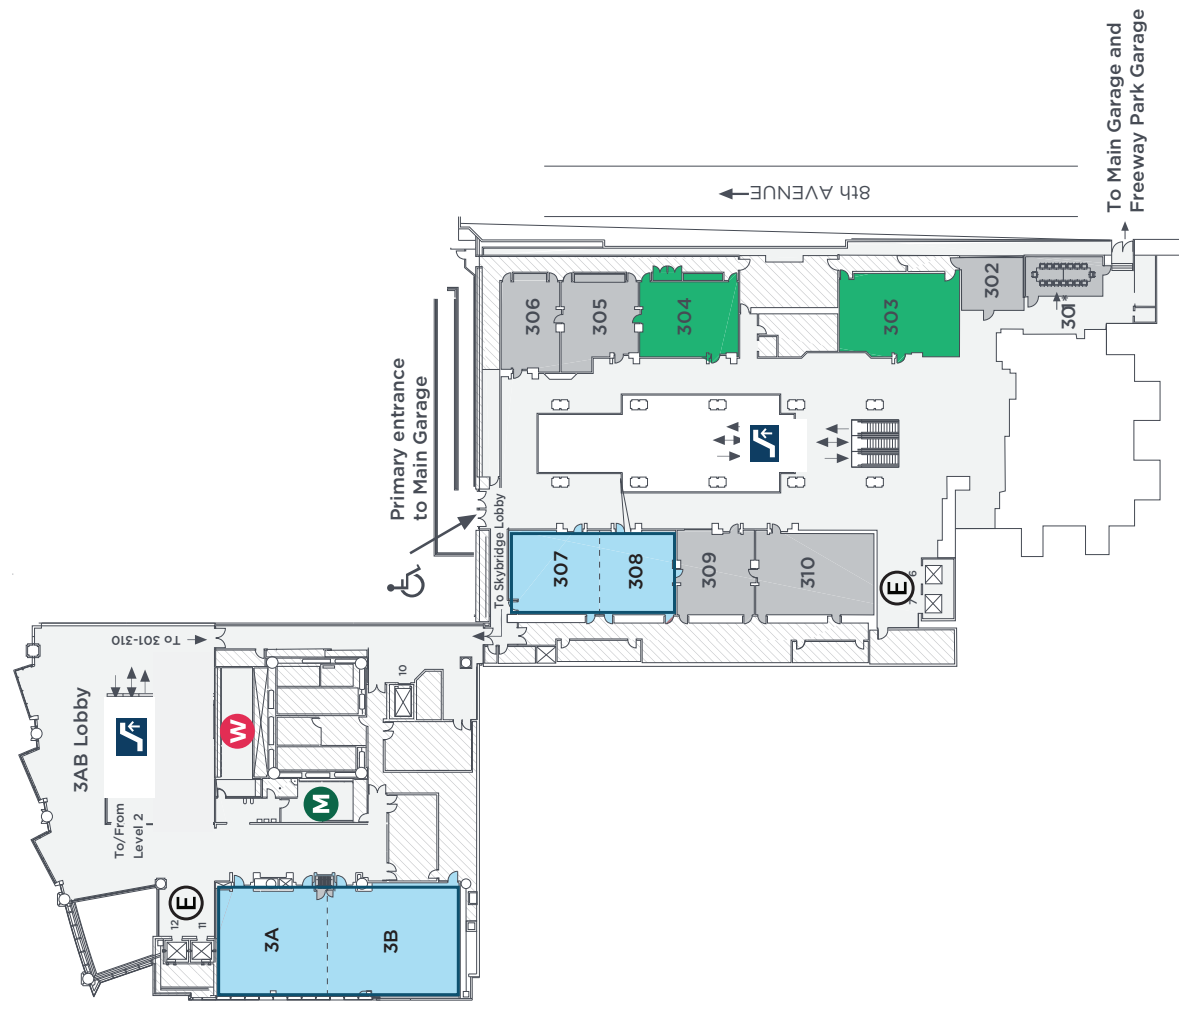 To Main Garage and
Freeway Park Garage
8th AVENUE
306
305
304
303
302
301*
Primary entrance
to Main Garage
To Skybridge Lobby
307
308
309
310
E
6
7
To 301-310
3AB Lobby
W
10
M
To/From
Level 2
E
12
11
3A
3B